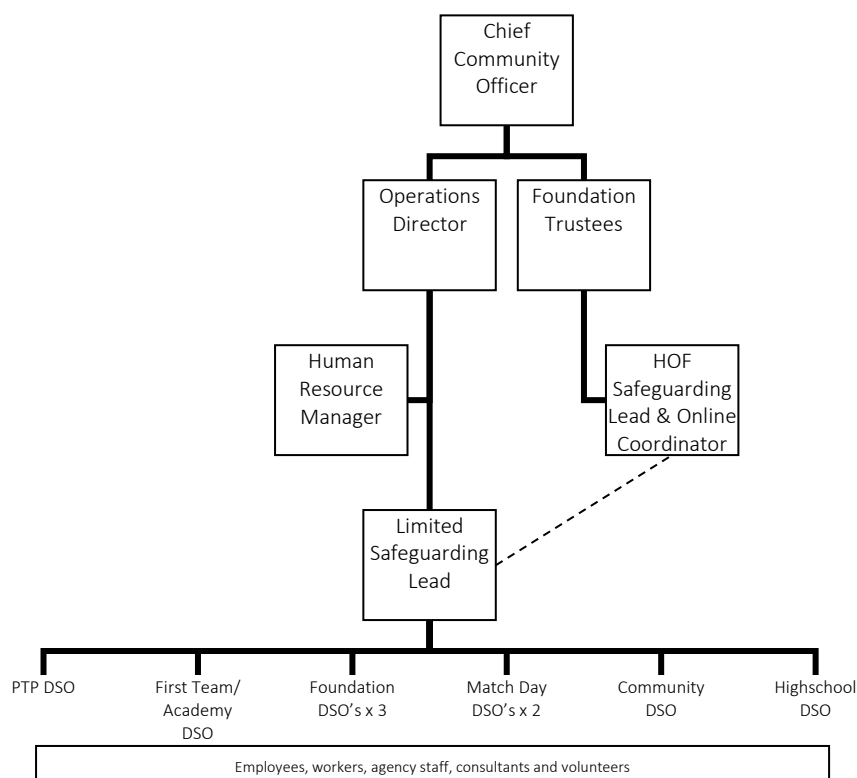 Chief
Community
Officer
Operations
Director
Foundation
Trustees
Human
Resource
Manager
HOF
Safeguarding
Lead & Online
Coordinator
Limited
Safeguarding
Lead
PTP DSO
First Team/
Academy
DSO
Foundation
DSO's x 3
Match Day
DSO's x 2
Community
DSO
Highschool
DSO
Employees, workers, agency staff, consultants and volunteers